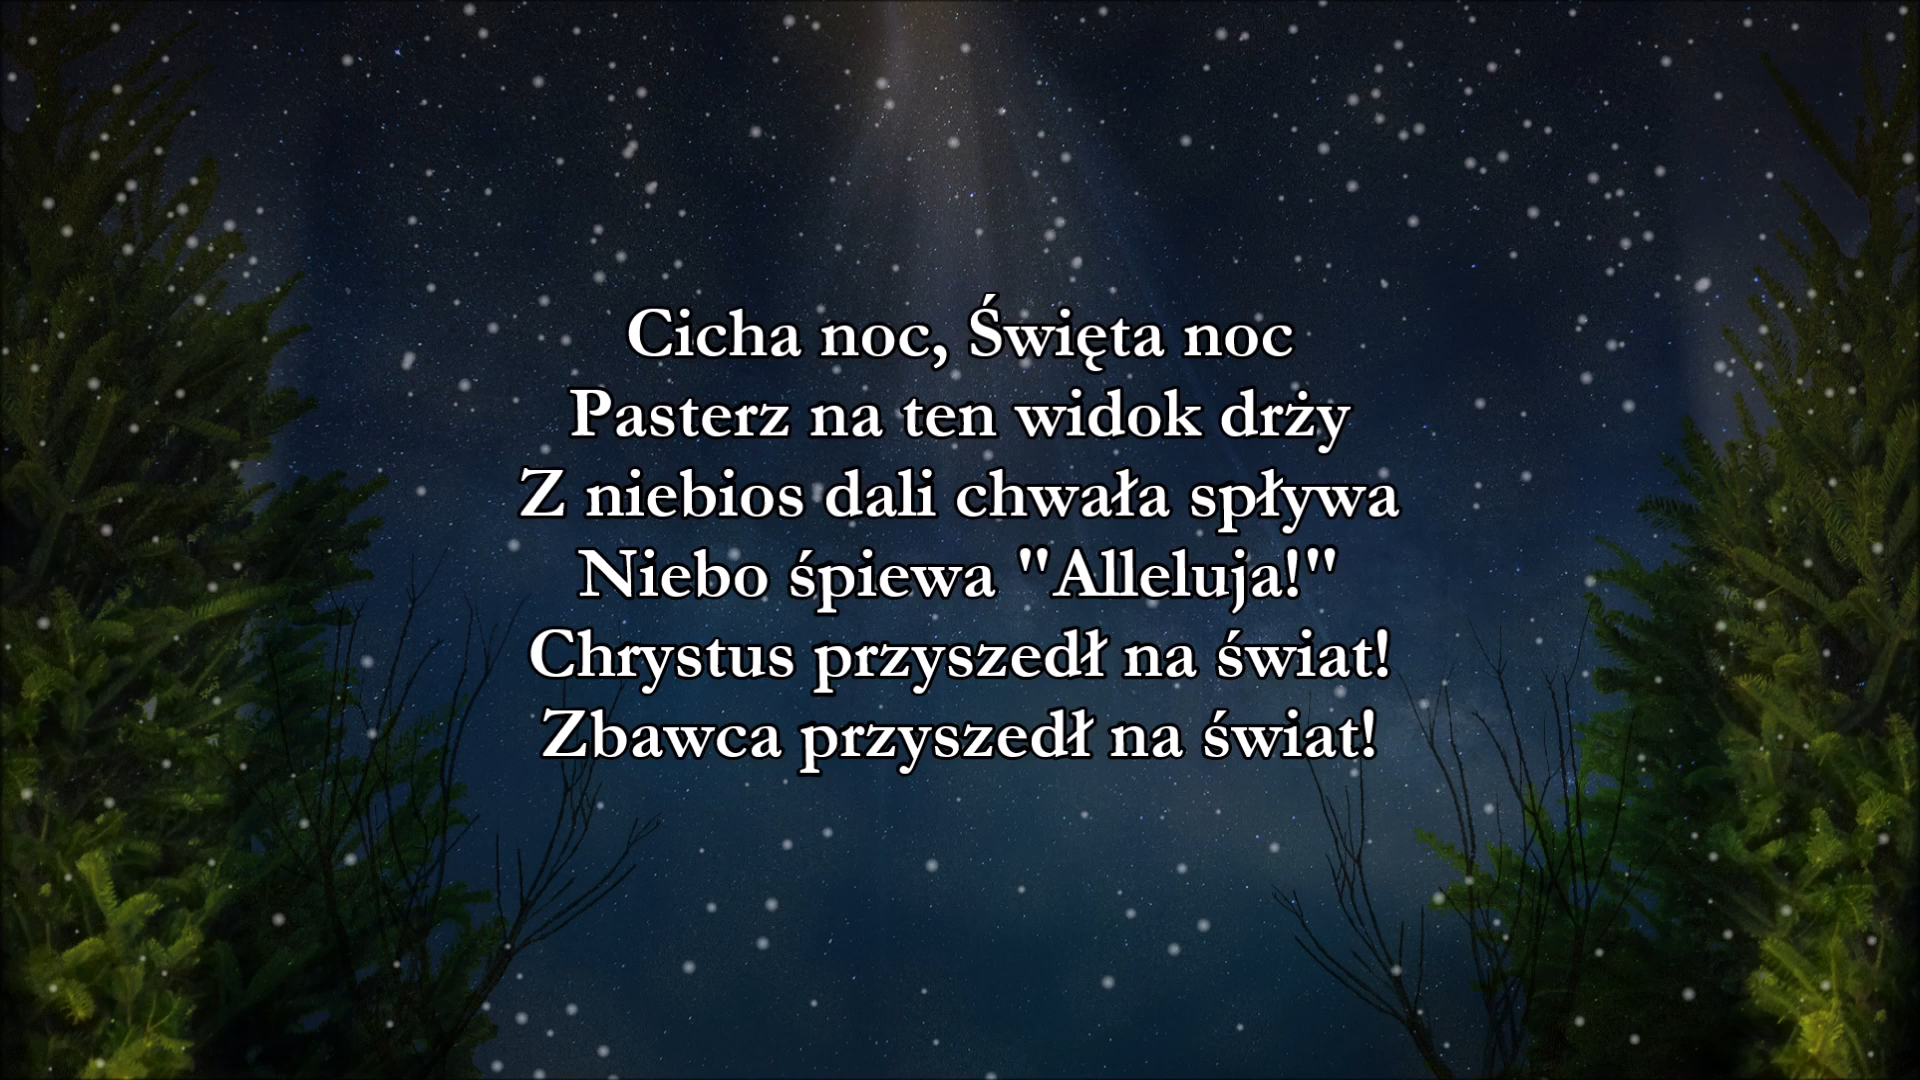 Cicha noc, Święta noc
Pasterz na ten widok drży
Z niebios dali chwała spływa
Niebo śpiewa "Alleluja!"
Chrystus przyszedł na świat!
Zbawca przyszedł na świat!